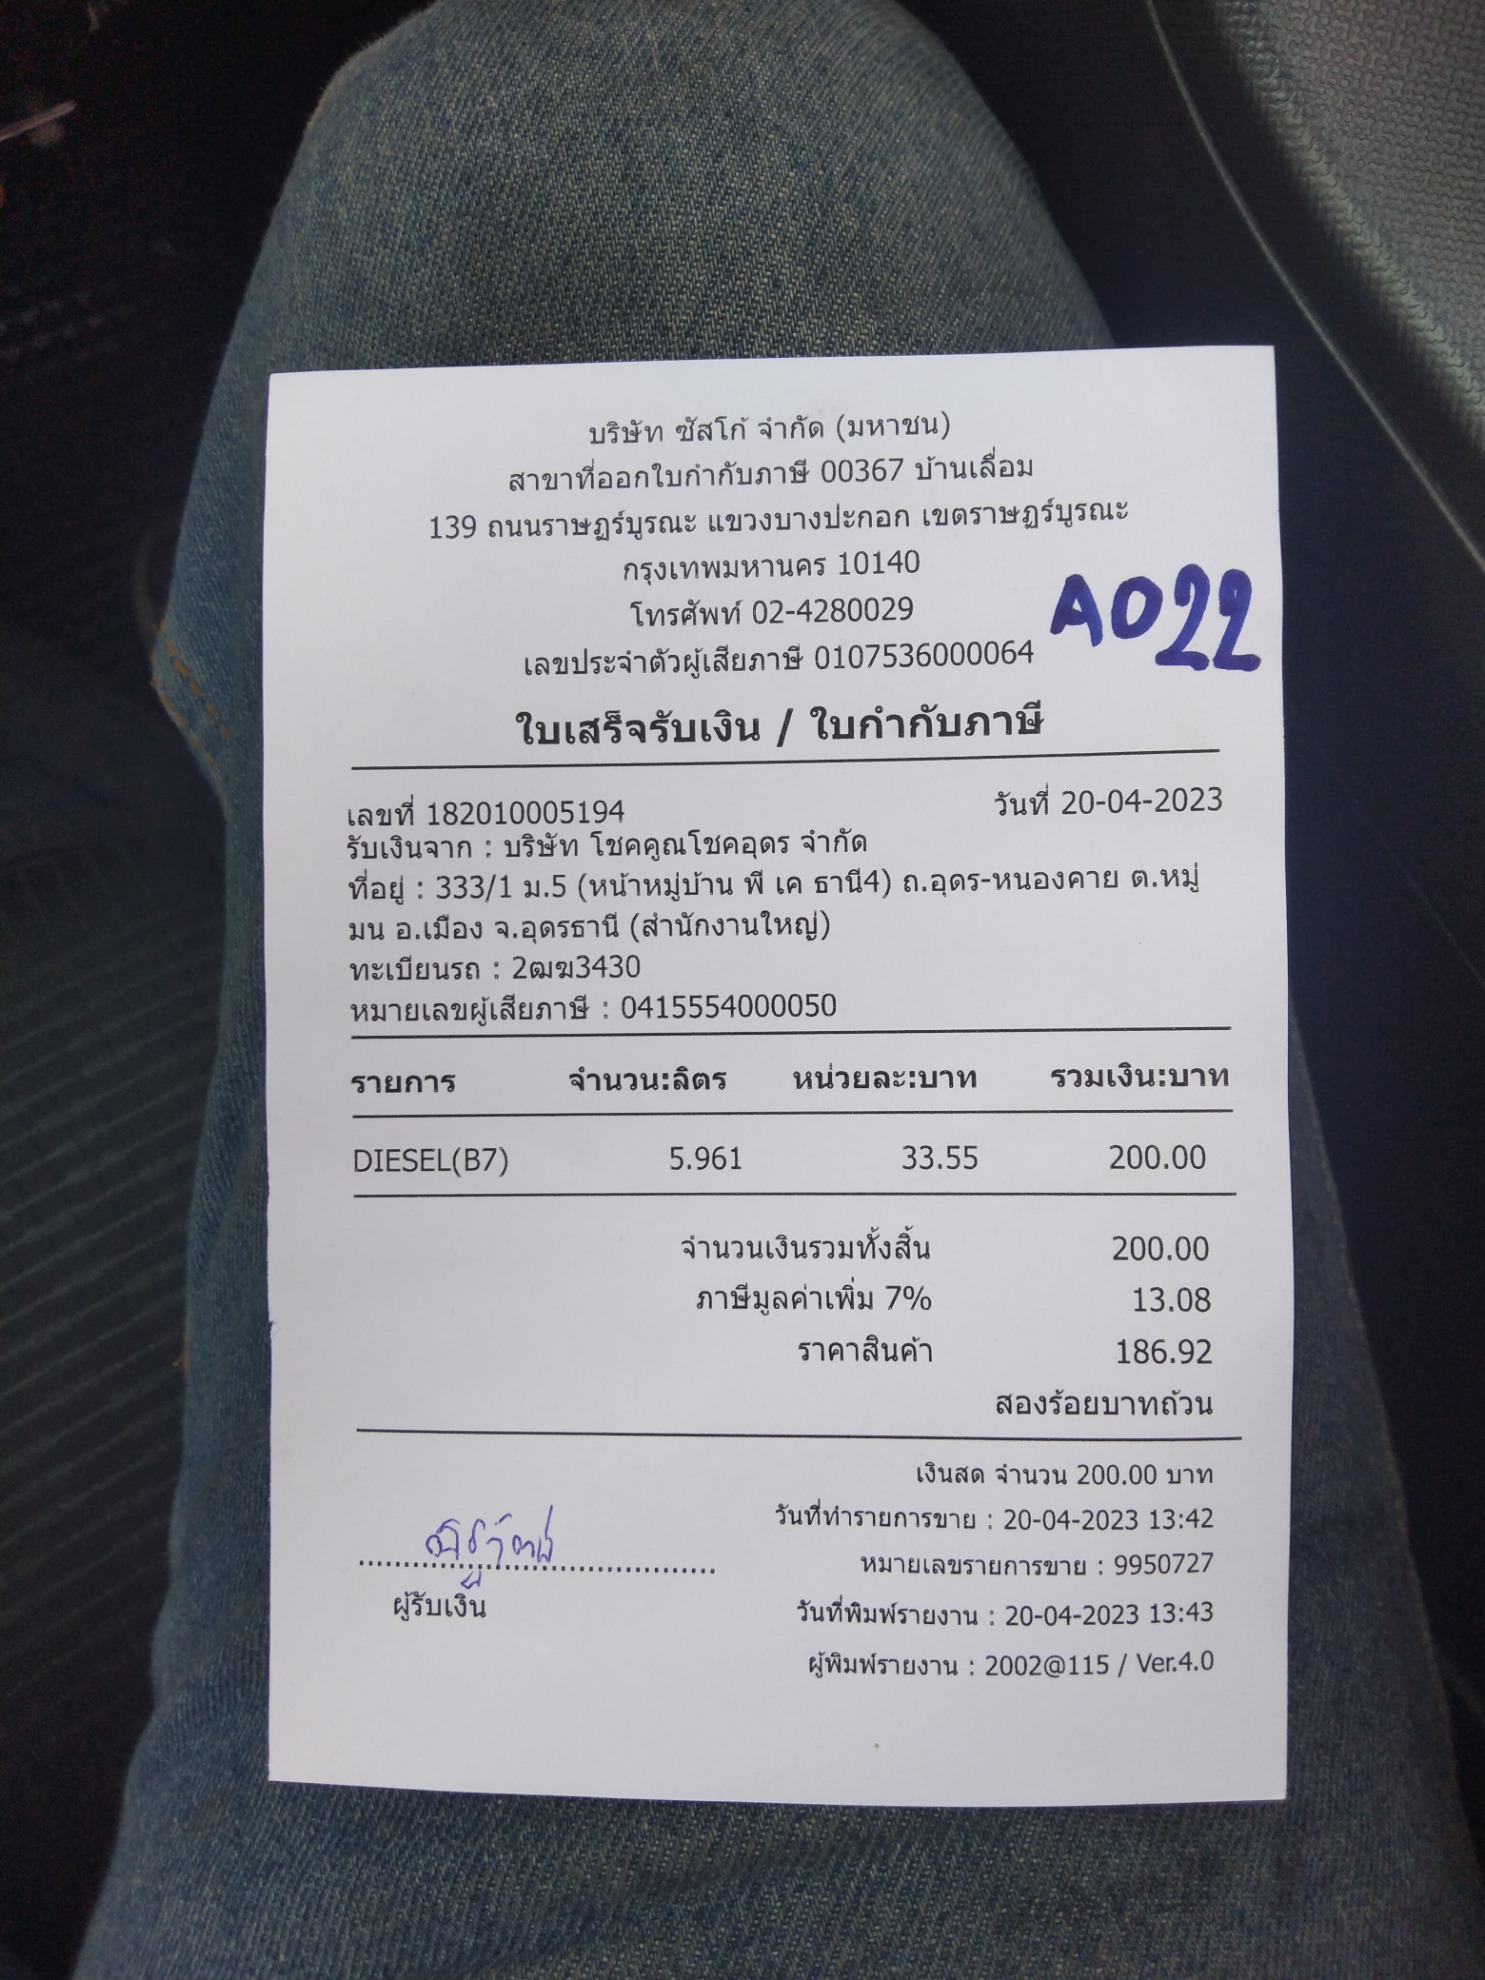 บริษัท ซัสโก้ จำกัด (มหาชน)
สาขาที่ออกใบกำกับภาษี 00367 บ้านเลื่อม
139 ถนนราษฎร์บูรณะ แขวงบางปะกอก เขตราษฎร์บูรณะ
กรุงเทพมหานคร 10140
โทรศัพท์ 02-4280029
A022
เลขประจำตัวผู้เสียภาษี 0107536000064
ใบเสร็จรับเงิน / ใบกำกับภาษี
เลขที่ 182010005194 วันที่ 20-04-2023
รับเงินจาก : บริษัท โชคคูณโชคอุดร จำกัด
ที่อยู่ : 333/1 ม.5 (หน้าหมู่บ้าน พี เค ธานี4) ถ.อุดร-หนองคาย ต.หมู่
มน อ.เมือง จ.อุดรธานี (สำนักงานใหญ่)
ทะเบียนรถ : 2ฒฆ3430
หมายเลขผู้เสียภาษี : 0415554000050
รายการ จำนวน:ลิตร หน่วยละ:บาท รวมเงิน:บาท
DIESEL(B7) 5.961 33.55 200.00
จำนวนเงินรวมทั้งสิ้น 200.00
ภาษีมูลค่าเพิ่ม 7% 13.08
ราคาสินค้า 186.92
สองร้อยบาทถ้วน
เงินสด จำนวน 200.00 บาท
วันที่ทำรายการขาย : 20-04-2023 13:42
หมายเลขรายการขาย : 9950727
ผู้รับเงิน
วันที่พิมพ์รายงาน : 20-04-2023 13:43
ผู้พิมพ์รายงาน : 2002@115 / Ver.4.0